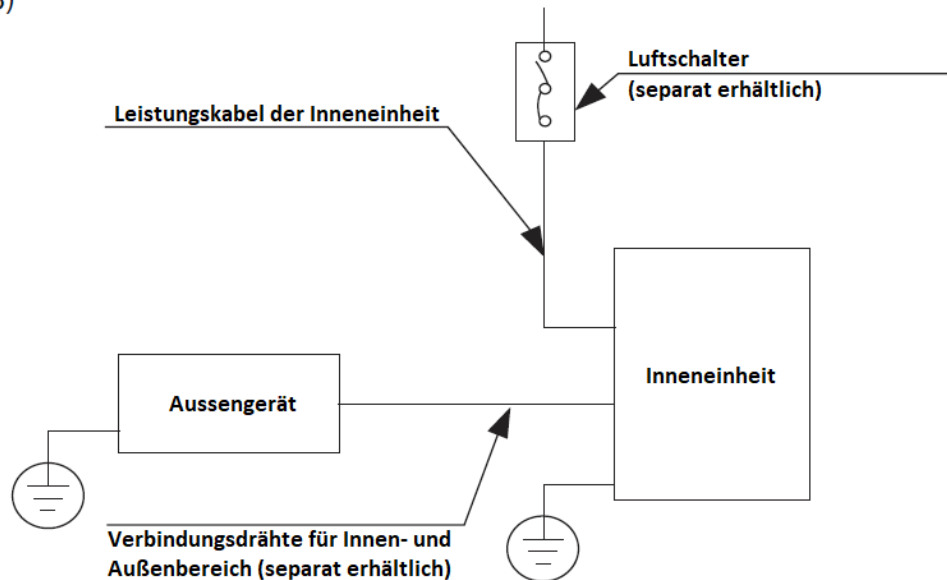 Luftschalter
(separat erhältlich)
Leistungskabel der Inneneinheit
Inneneinheit
Aussengerät
Verbindungsdrähte für Innen- und
Außenbereich (separat erhältlich)